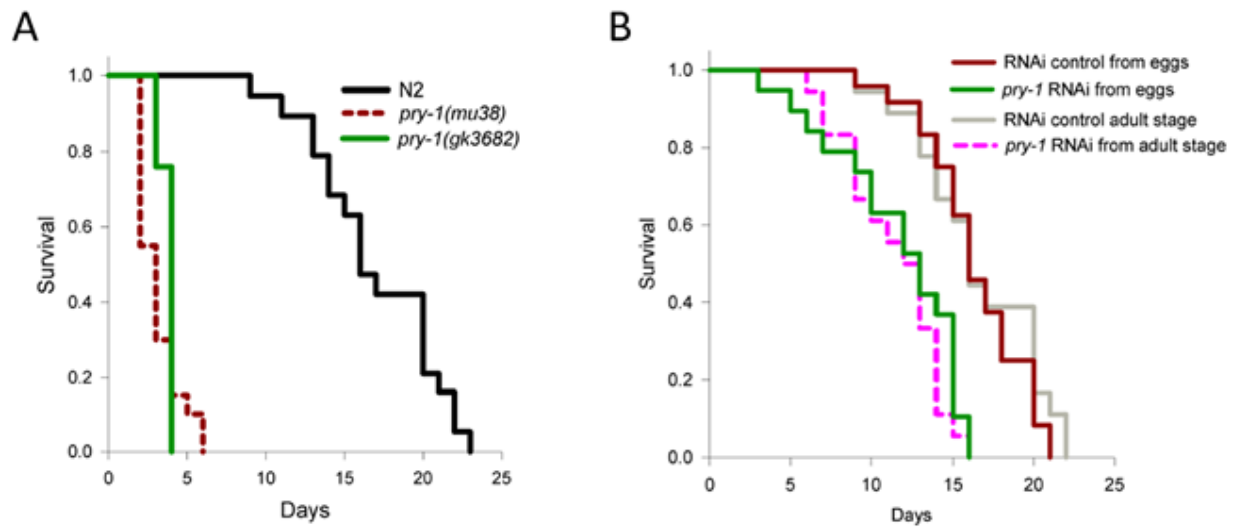 A
1.0
0.8
0.6
0.4
0.2
0.0
Survival
0
5
10
15
20
25
Days
N2
pry-1(mu38)
pry-1(gk3682)
B
1.0
0.8
0.6
0.4
0.2
0.0
Survival
0
5
10
15
20
25
Days
RNAi control from eggs
pry-1 RNAi from eggs
RNAi control adult stage
pry-1 RNAi from adult stage